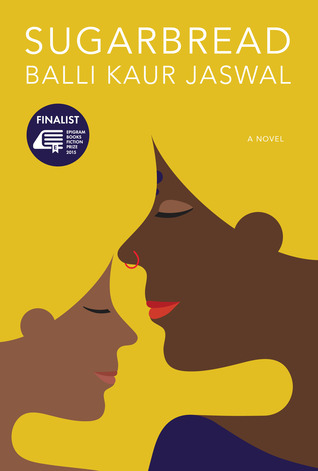 SUGARBREAD
BALLI KAUR JASWAL
FINALIST
EPIGRAM
BOOKS
FICTION
PRIZE
2015
A NOVEL